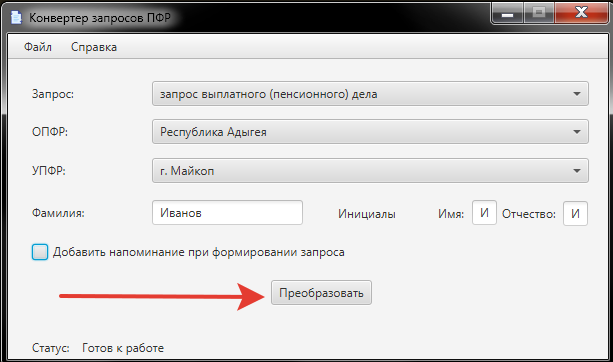 Конвертер запросов ПФР
Файл Справка
Запрос: запрос выплатного (пенсионного) дела
ОПФР: Республика Адыгея
УПФР: г. Майкоп
Фамилия: Иванов Инициалы Имя: И Отчество: И
Добавить напоминание при формировании запроса
Преобразовать
Статус: Готов к работе